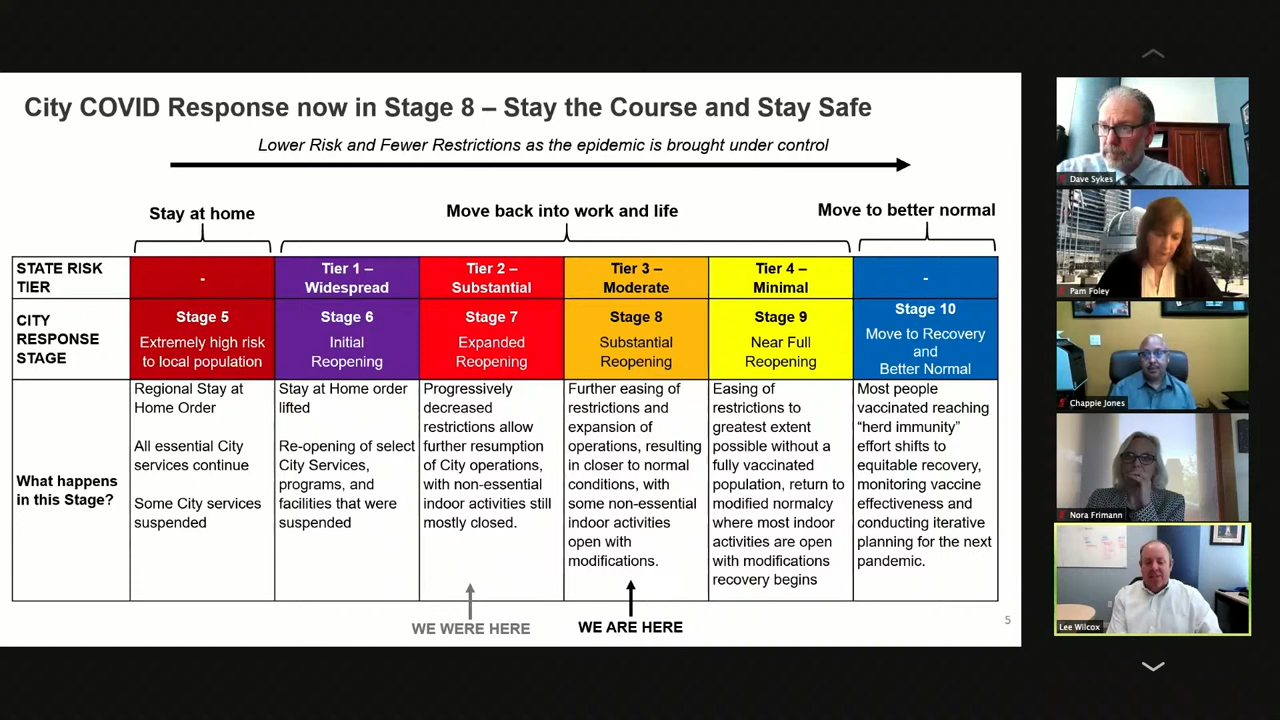 City COVID Response now in Stage 8 – Stay the Course and Stay Safe
Lower Risk and Fewer Restrictions as the epidemic is brought under control
Stay at home
Move back into work and life
Move to better normal
STATE RISK
TIER
-
Tier 1 –
Widespread
Tier 2 –
Substantial
Tier 3 –
Moderate
Tier 4 –
Minimal
-
CITY
RESPONSE
STAGE
Stage 5
Extremely high risk
to local population
Stage 6
Initial
Reopening
Stage 7
Expanded
Reopening
Stage 8
Substantial
Reopening
Stage 9
Near Full
Reopening
Stage 10
Move to Recovery
and
Better Normal
What happens
in this Stage?
Regional Stay at
Home Order
All essential City
services continue
Some City services
suspended
Stay at Home order
lifted
Re-opening of select
City Services,
programs, and
facilities that were
suspended
Progressively
decreased
restrictions allow
further resumption
of City operations,
with non-essential
indoor activities still
mostly closed.
Further easing of
restrictions and
expansion of
operations, resulting
in closer to normal
conditions, with
some non-essential
indoor activities
open with
modifications.
Easing of
restrictions to
greatest extent
possible without a
fully vaccinated
population, return to
modified normalcy
where most indoor
activities are open
with modifications
recovery begins
Most people
vaccinated reaching
“herd immunity”
effort shifts to
equitable recovery,
monitoring vaccine
effectiveness and
conducting iterative
planning for the next
pandemic.
WE WERE HERE
WE ARE HERE
5
Dave Sykes
Pam Foley
Chappie Jones
Nora Frimann
Lee Wilcox